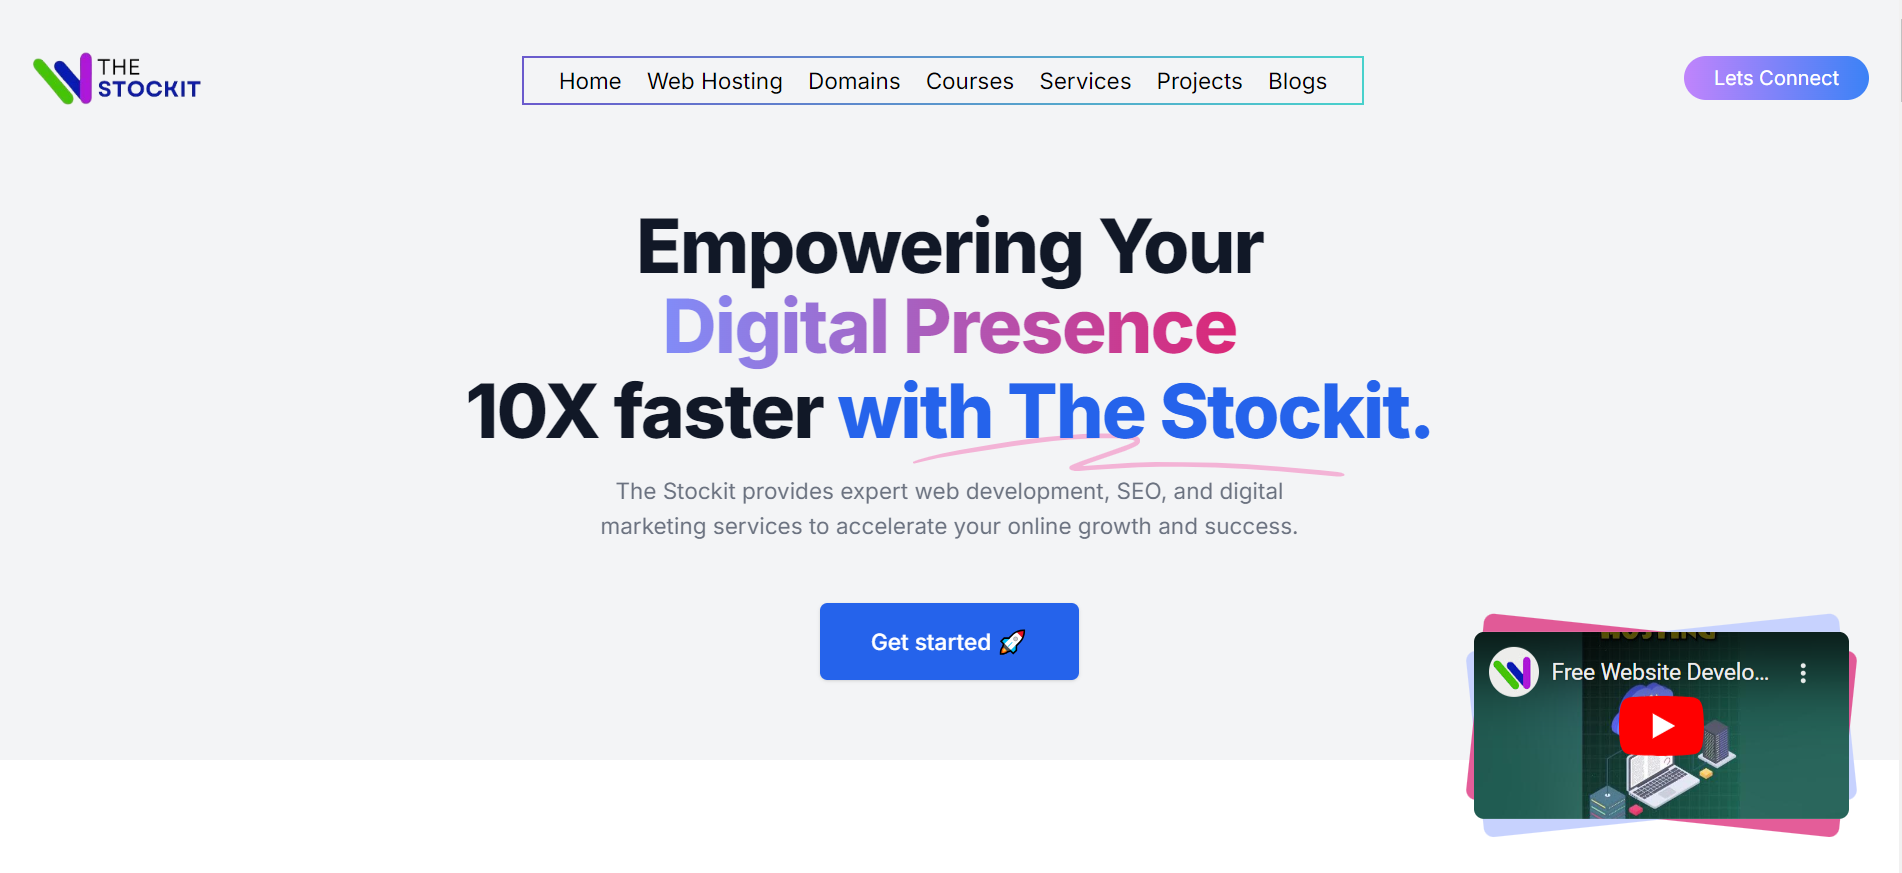 THE
STOCKIT
Home Web Hosting Domains Courses Services Projects Blogs
Lets Connect
Empowering Your
Digital Presence
10X faster with The Stockit.
The Stockit provides expert web development, SEO, and digital
marketing services to accelerate your online growth and success.
Get started 🚀
HOSTING
Free Website Develo...